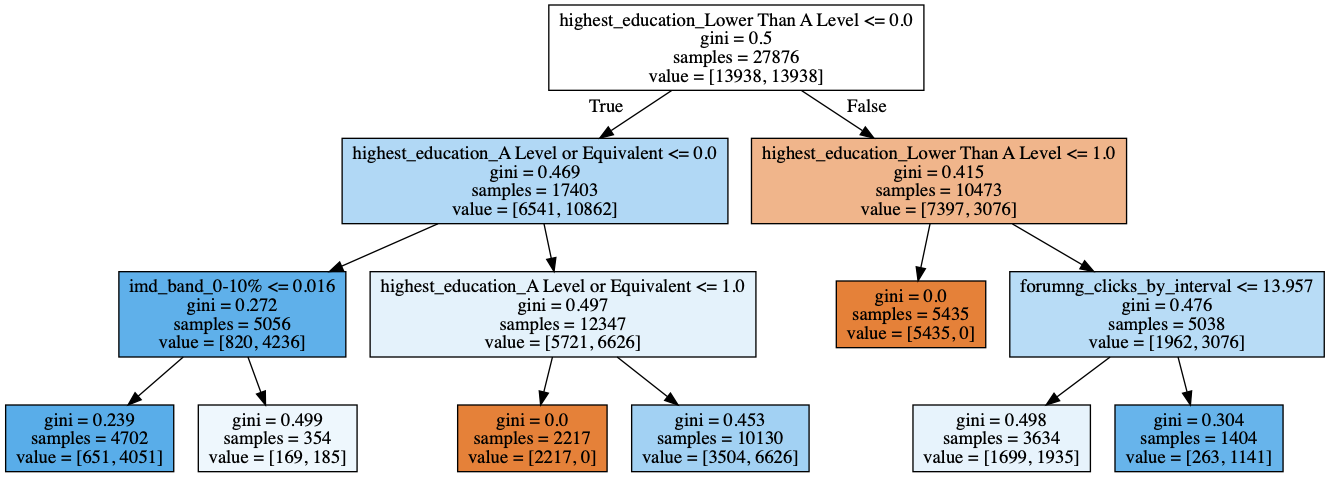 highest_education_Lower Than A Level <= 0.0
gini = 0.5
samples = 27876
value = [13938, 13938]
True
False
highest_education_A Level or Equivalent <= 0.0
gini = 0.469
samples = 17403
value = [6541, 10862]
highest_education_Lower Than A Level <= 1.0
gini = 0.415
samples = 10473
value = [7397, 3076]
imd_band_0-10% <= 0.016
gini = 0.272
samples = 5056
value = [820, 4236]
highest_education_A Level or Equivalent <= 1.0
gini = 0.497
samples = 12347
value = [5721, 6626]
gini = 0.0
samples = 5435
value = [5435, 0]
forumng_clicks_by_interval <= 13.957
gini = 0.476
samples = 5038
value = [1962, 3076]
gini = 0.239
samples = 4702
value = [651, 4051]
gini = 0.499
samples = 354
value = [169, 185]
gini = 0.0
samples = 2217
value = [2217, 0]
gini = 0.453
samples = 10130
value = [3504, 6626]
gini = 0.498
samples = 3634
value = [1699, 1935]
gini = 0.304
samples = 1404
value = [263, 1141]